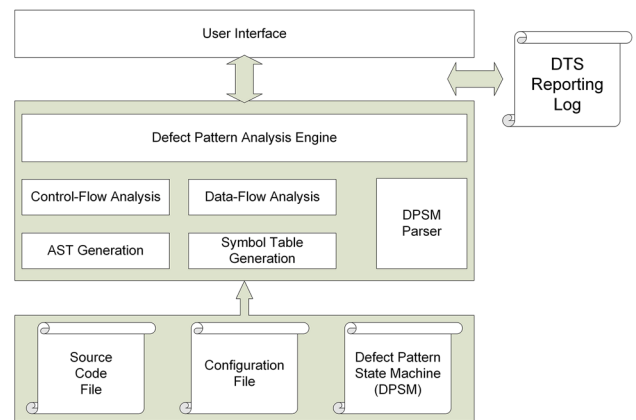 User Interface
DTS
Reporting
Log
Defect Pattern Analysis Engine
Control-Flow Analysis
Data-Flow Analysis
DPSM
Parser
AST Generation
Symbol Table
Generation
Source
Code
File
Configuration
File
Defect Pattern
State Machine
(DPSM)